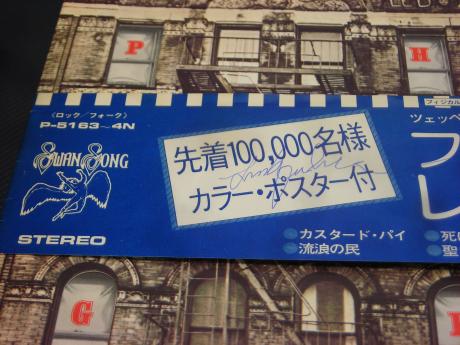 P
H
〈ロック/フォーク〉
P-5163~4N
SWAN SONG
STEREO
先着100,000名様
カラー・ポスター付
フィジカル
ツェッペ
フ
レ
カスタード・パイ
流浪の民
死に
聖
G
I